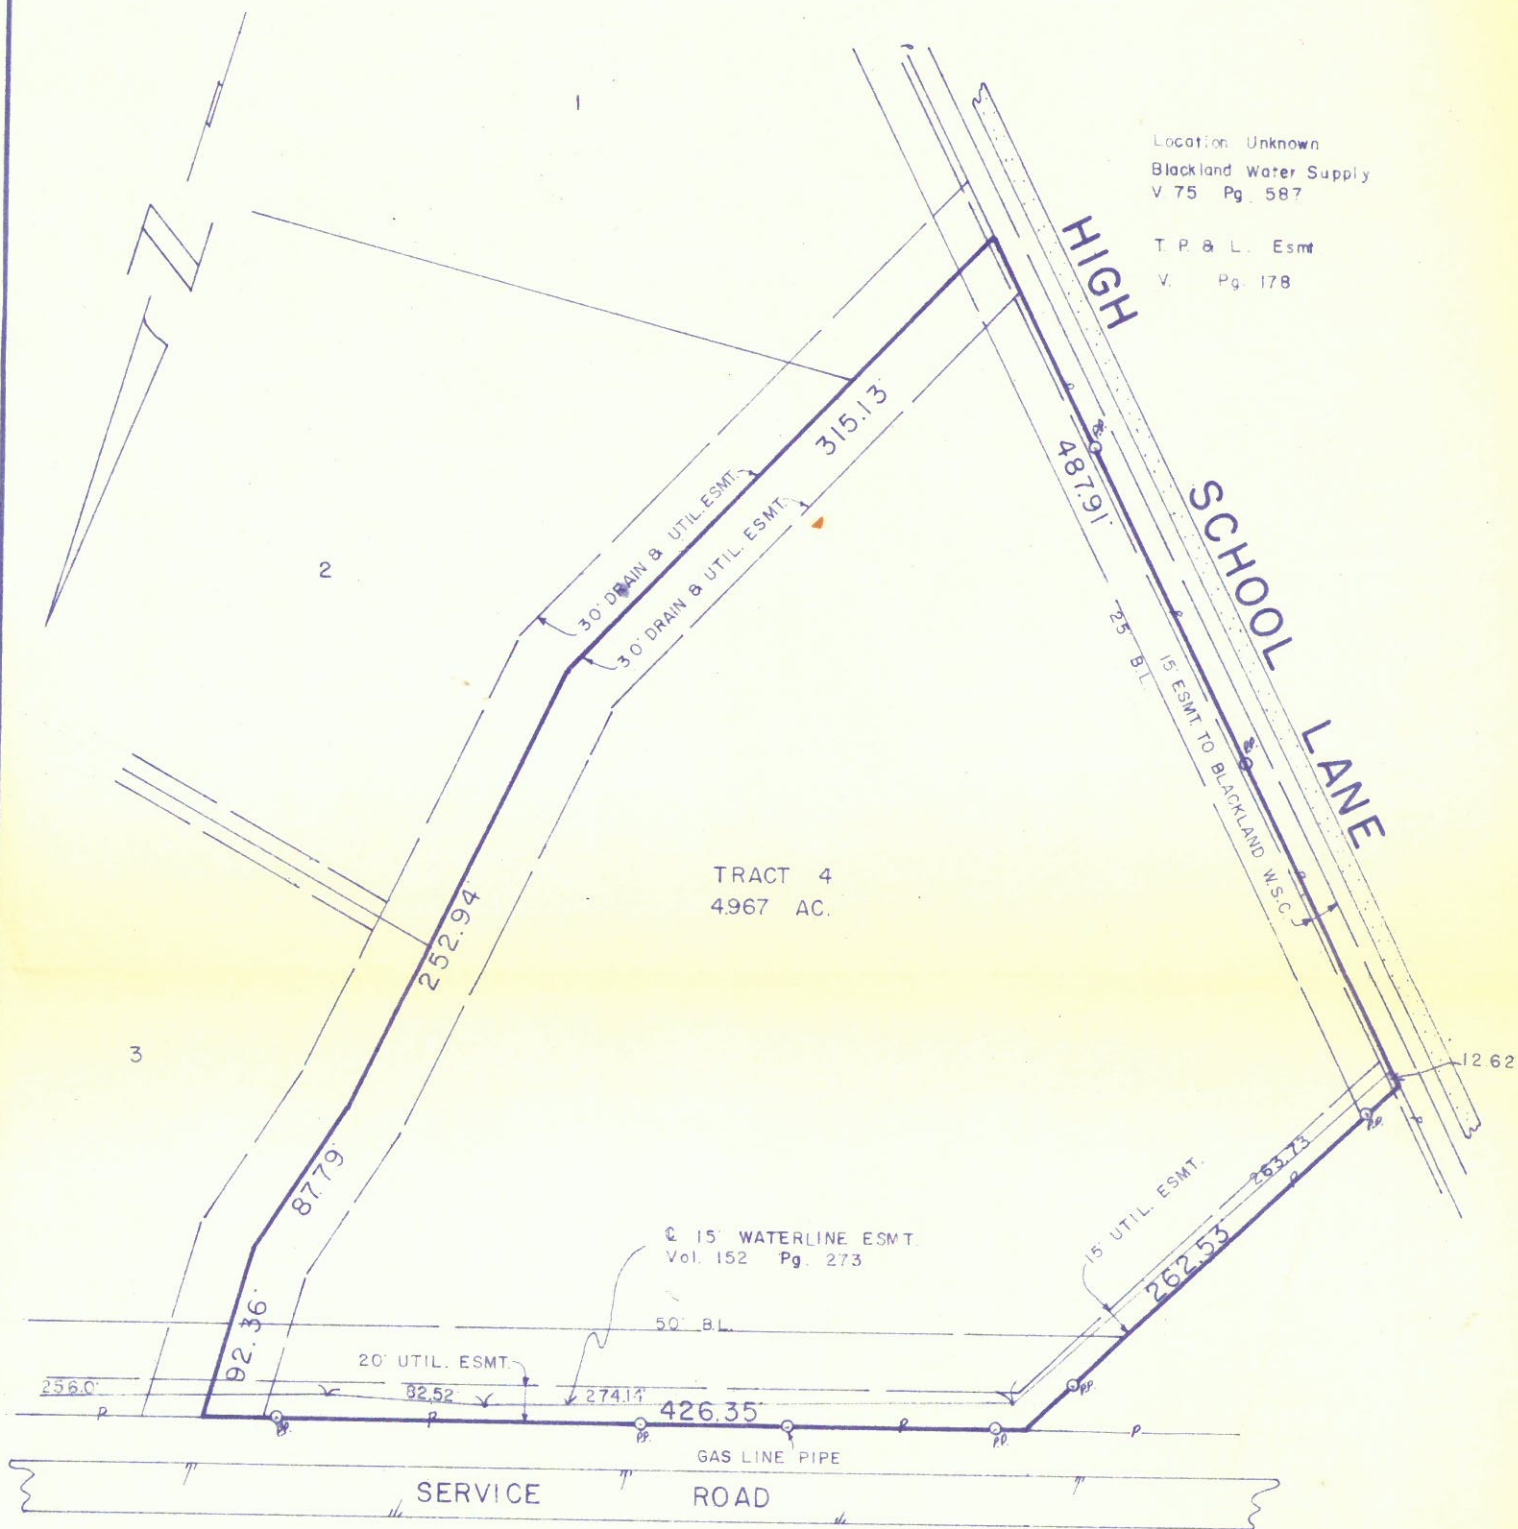 1
Location Unknown
Blackland Water Supply
V. 75 Pg. 587
T. P. & L. Esmt
V. Pg. 178
N
HIGH SCHOOL LANE
315.13'
487.91'
30' DRAIN & UTIL. ESMT.
30' DRAIN & UTIL. ESMT.
2
25' B.L.
15' ESMT. TO BLACKLAND W.S.C.
TRACT 4
4.967 AC.
252.94'
3
12.62
87.79'
263.73
15' UTIL. ESMT.
262.53
℄ 15' WATERLINE ESMT.
Vol. 152 Pg. 273
92.36'
50' B.L.
20' UTIL. ESMT.
256.0
82.52
274.14
426.35'
P
P
P
P
P.P.
P.P.
P.P.
P.P.
P.P.
GAS LINE PIPE
SERVICE ROAD